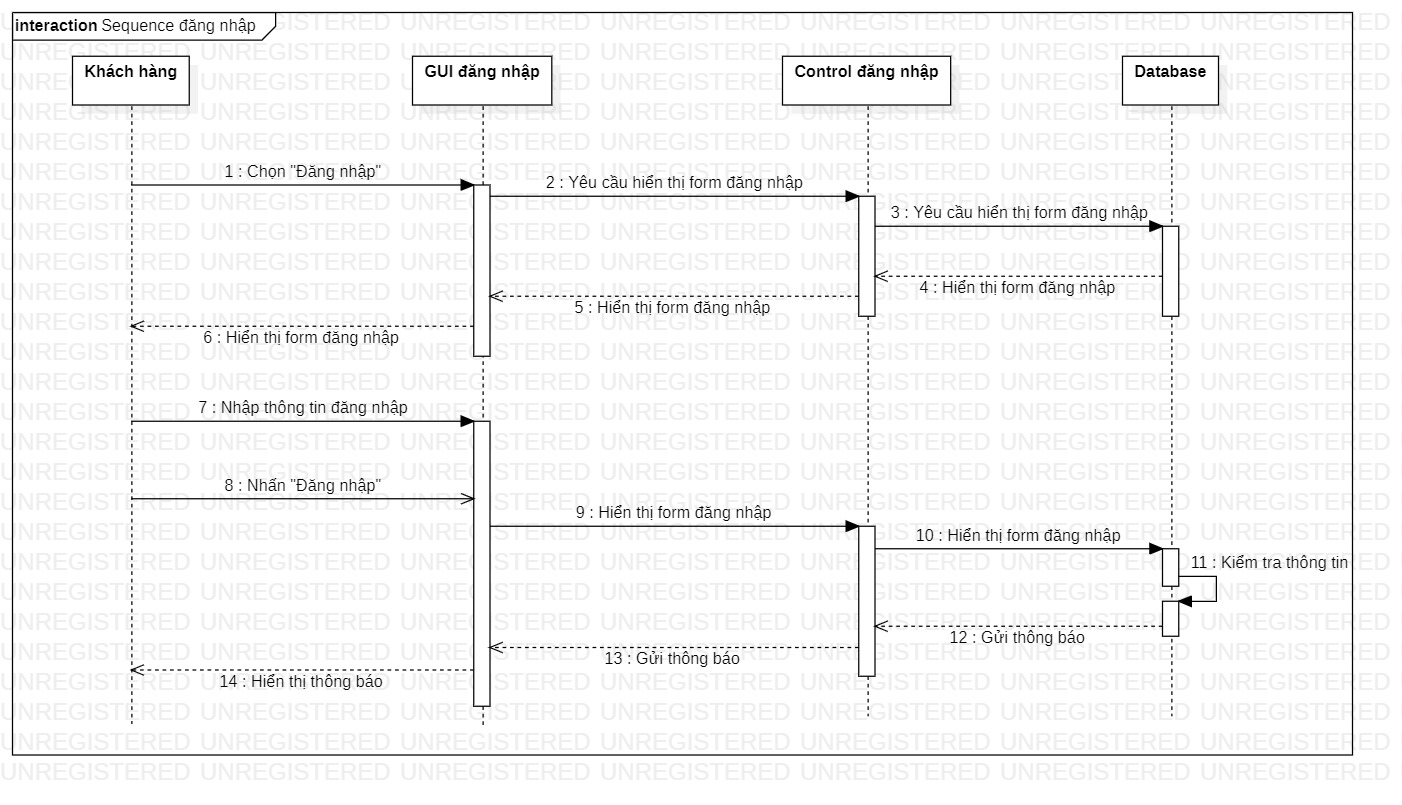 interaction Sequence đăng nhập
Khách hàng
GUI đăng nhập
Control đăng nhập
Database
1 : Chọn "Đăng nhập"
2 : Yêu cầu hiển thị form đăng nhập
3 : Yêu cầu hiển thị form đăng nhập
4 : Hiển thị form đăng nhập
5 : Hiển thị form đăng nhập
6 : Hiển thị form đăng nhập
7 : Nhập thông tin đăng nhập
8 : Nhấn "Đăng nhập"
9 : Hiển thị form đăng nhập
10 : Hiển thị form đăng nhập
11 : Kiểm tra thông tin
12 : Gửi thông báo
13 : Gửi thông báo
14 : Hiển thị thông báo
UNREGISTERED UNREGISTERED UNREGISTERED UNREGISTERED UNREGISTERED UNREGISTERED UNREGISTERED